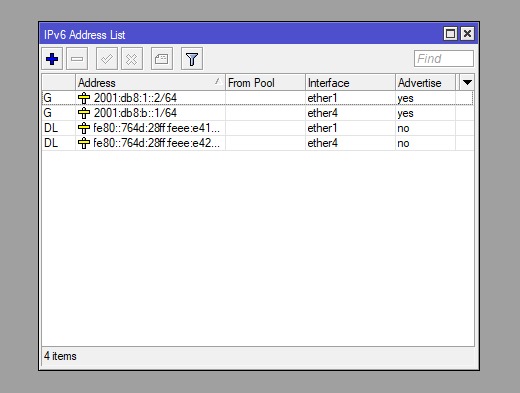 IPv6 Address List
Find
Address From Pool Interface Advertise
G 2001:db8:1::2/64 ether1 yes
G 2001:db8:b::1/64 ether4 yes
DL fe80::764d:28ff:feee:e41... ether1 no
DL fe80::764d:28ff:feee:e42... ether4 no
4 items